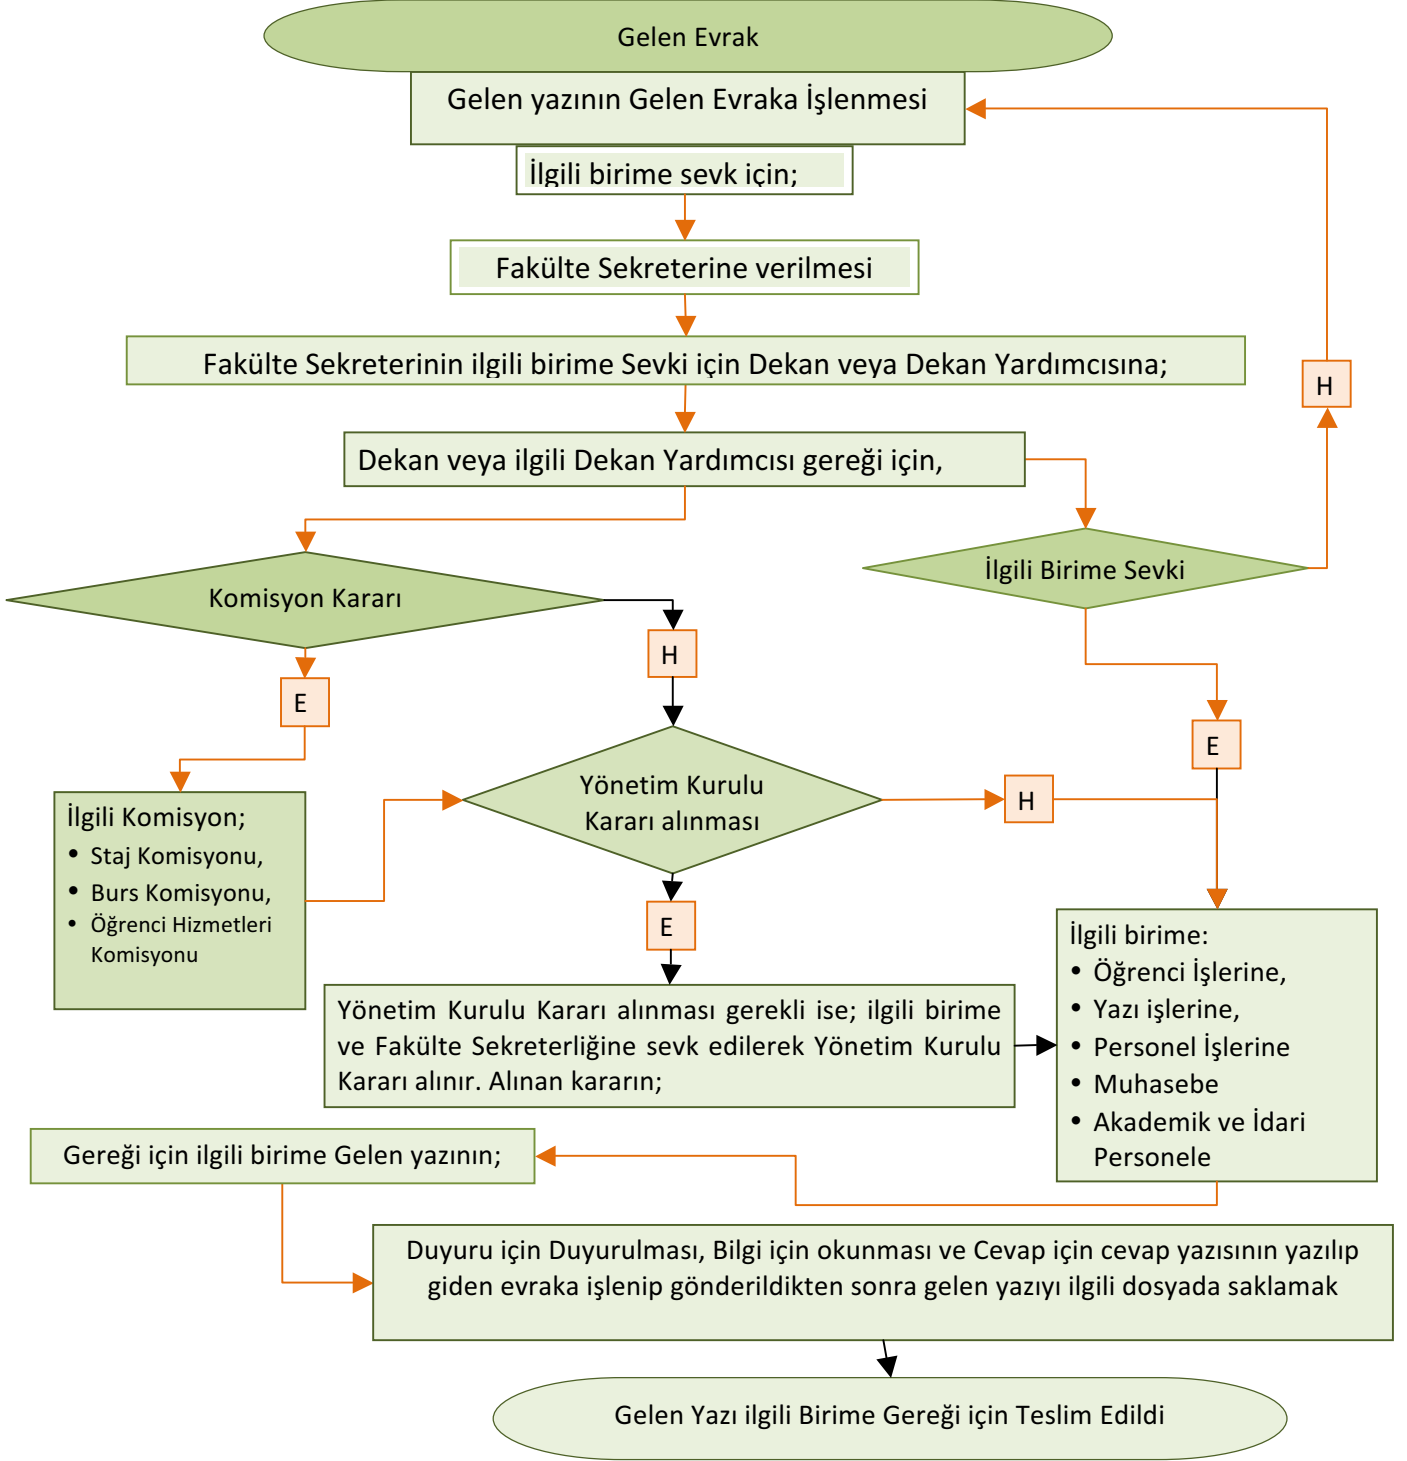 Gelen Evrak
Gelen yazının Gelen Evraka İşlenmesi
İlgili birime sevk için;
Fakülte Sekreterine verilmesi
Fakülte Sekreterinin ilgili birime Sevki için Dekan veya Dekan Yardımcısına;
H
Dekan veya ilgili Dekan Yardımcısı gereği için,
İlgili Birime Sevki
Komisyon Kararı
H
E
E
Yönetim Kurulu
Kararı alınması
H
İlgili Komisyon;
• Staj Komisyonu,
• Burs Komisyonu,
• Öğrenci Hizmetleri
Komisyonu
E
İlgili birime:
• Öğrenci İşlerine,
• Yazı işlerine,
• Personel İşlerine
• Muhasebe
• Akademik ve İdari
Personele
Yönetim Kurulu Kararı alınması gerekli ise; ilgili birime
ve Fakülte Sekreterliğine sevk edilerek Yönetim Kurulu
Kararı alınır. Alınan kararın;
Gereği için ilgili birime Gelen yazının;
Duyuru için Duyurulması, Bilgi için okunması ve Cevap için cevap yazısının yazılıp
giden evraka işlenip gönderildikten sonra gelen yazıyı ilgili dosyada saklamak
Gelen Yazı ilgili Birime Gereği için Teslim Edildi